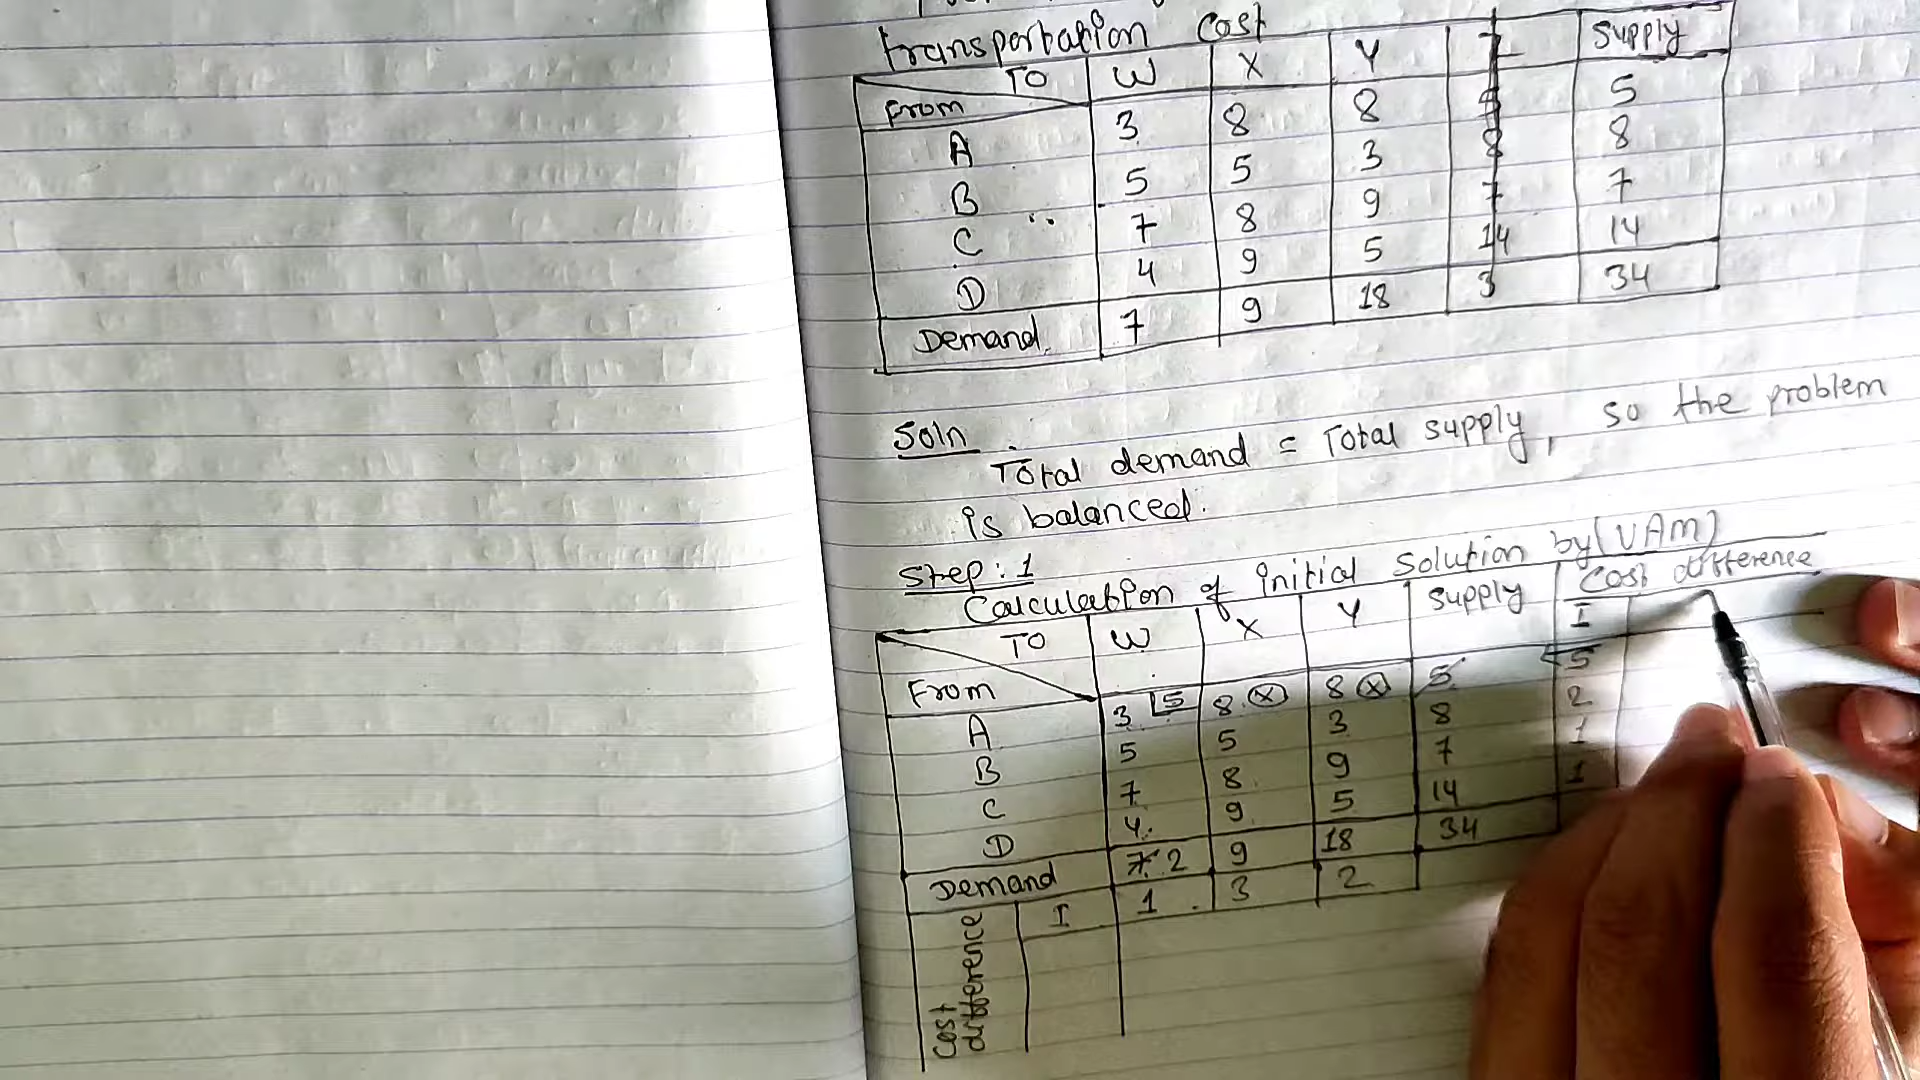 Transportation Cost
TO W X Y Supply
From
A 3 8 8 5
B 5 5 3 8
C 7 8 9 7 7
D 4 9 5 14 14
Demand 7 9 18 3 34
Soln
Total demand = Total supply, so the problem
is balanced.
Step: 1
Calculation of initial solution by (VAM)
TO W X Y Supply Cost difference
From I
A 3 5 8 x 8 x 5 5
B 5 5 3 8 2
C 7 8 9 7 1
D 4 9 5 14 1
Demand 7 2 9 18 34
Cost difference I 1 3 2